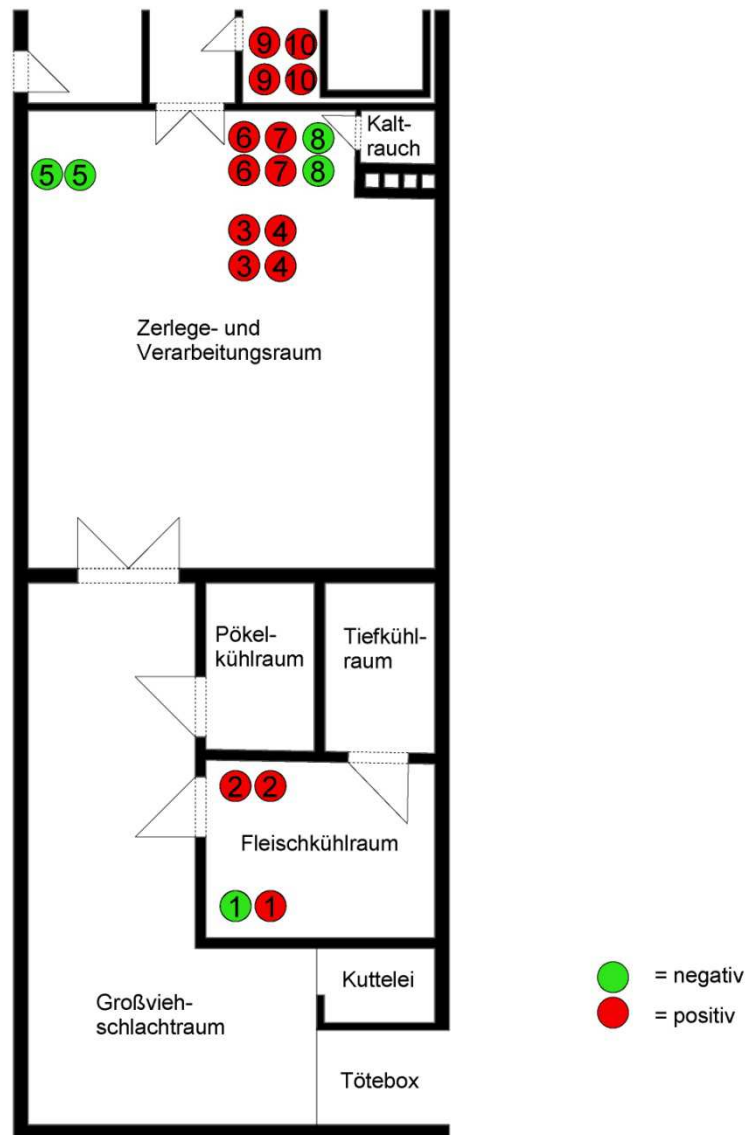 9 10
9 10
6 7 8
Kalt-
rauch
5 5
6 7 8
3 4
3 4
Zerlege- und
Verarbeitungsraum
Pökel-
kühlraum
Tiefkühl-
raum
2 2
Fleischkühlraum
1 1
Großvieh-
schlachtraum
Kuttelei
Tötebox
= negativ
= positiv